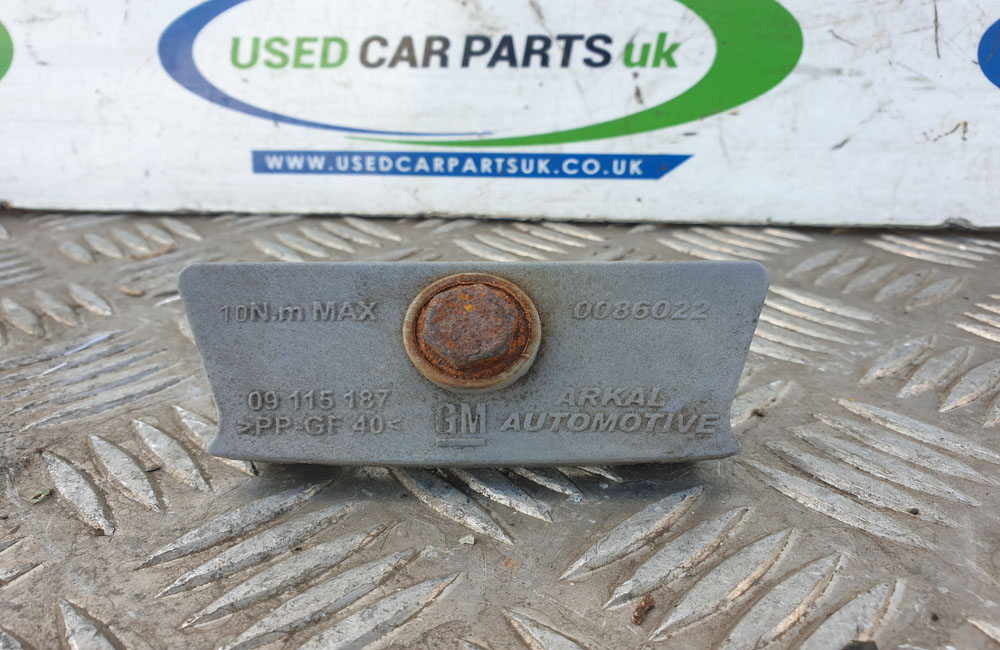 USED CAR PARTS uk
WWW.USEDCARPARTSUK.CO.UK
10N.m MAX
0086022
09 115 187
>PP-GF 40<
GM
ARKAL
AUTOMOTIVE